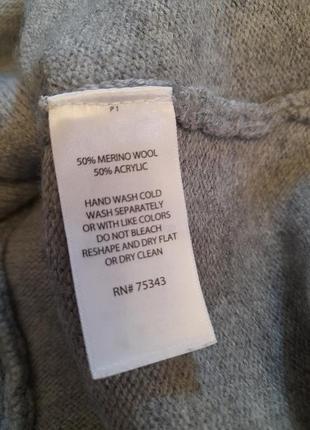 P1
50% MERINO WOOL
50% ACRYLIC
HAND WASH COLD
WASH SEPARATELY
OR WITH LIKE COLORS
DO NOT BLEACH
RESHAPE AND DRY FLAT
OR DRY CLEAN
RN# 75343